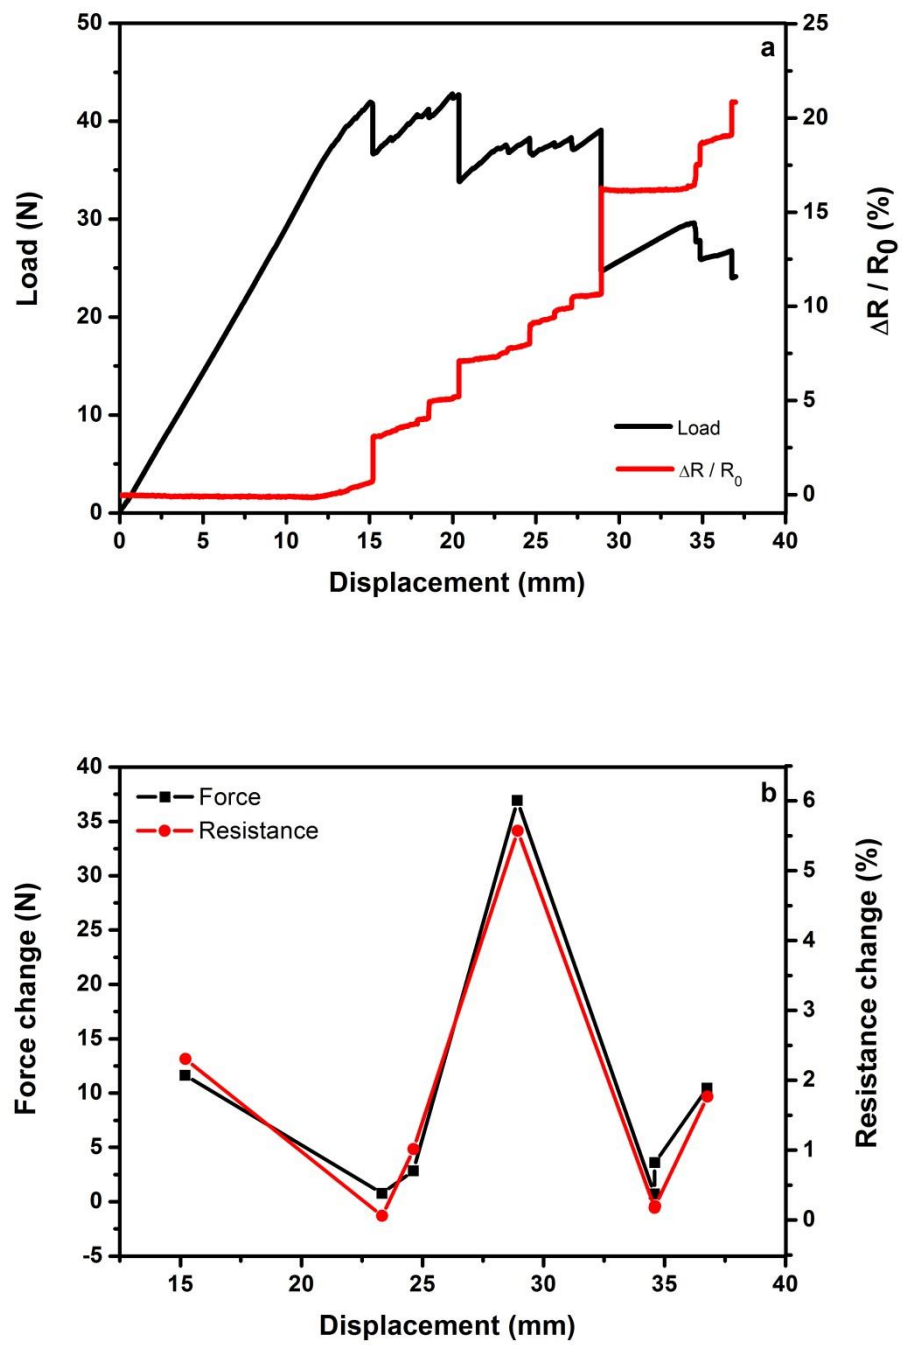 a
50
40
30
20
10
0
Load (N)
25
20
15
10
5
0
ΔR / R0 (%)
Load
ΔR / R0
0 5 10 15 20 25 30 35 40
Displacement (mm)
b
Force
Resistance
40
35
30
25
20
15
10
5
0
-5
Force change (N)
6
5
4
3
2
1
0
Resistance change (%)
15 20 25 30 35 40
Displacement (mm)